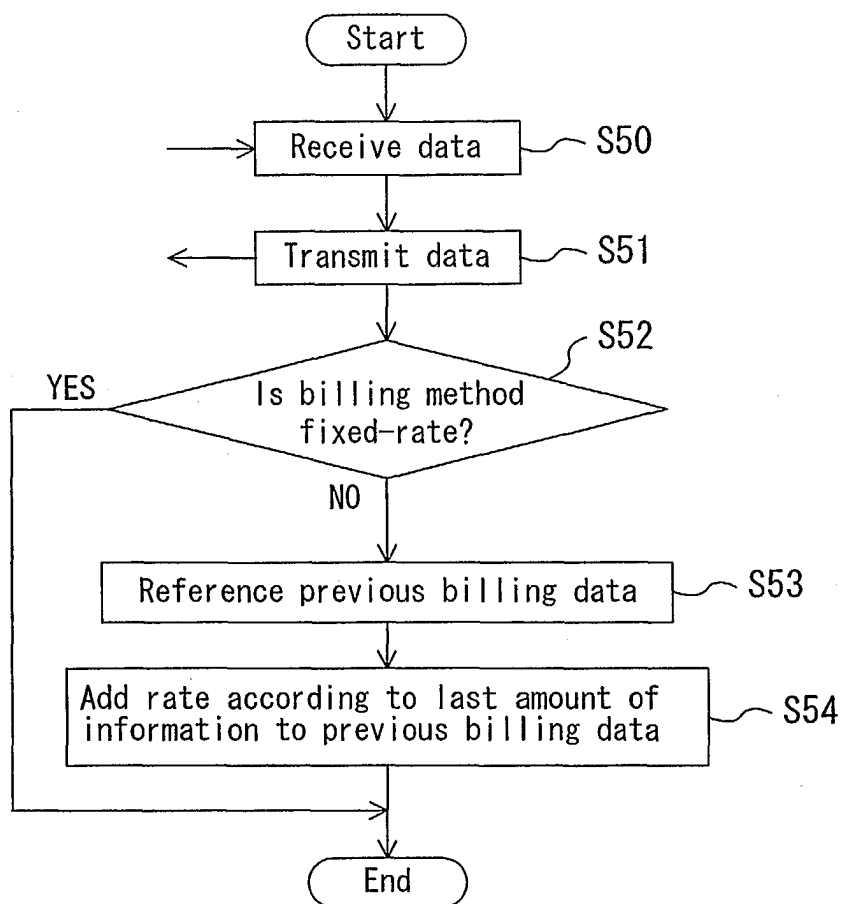 Start
Receive data
S50
Transmit data
S51
S52
YES
Is billing method
fixed-rate?
NO
Reference previous billing data
S53
Add rate according to last amount of
information to previous billing data
S54
End